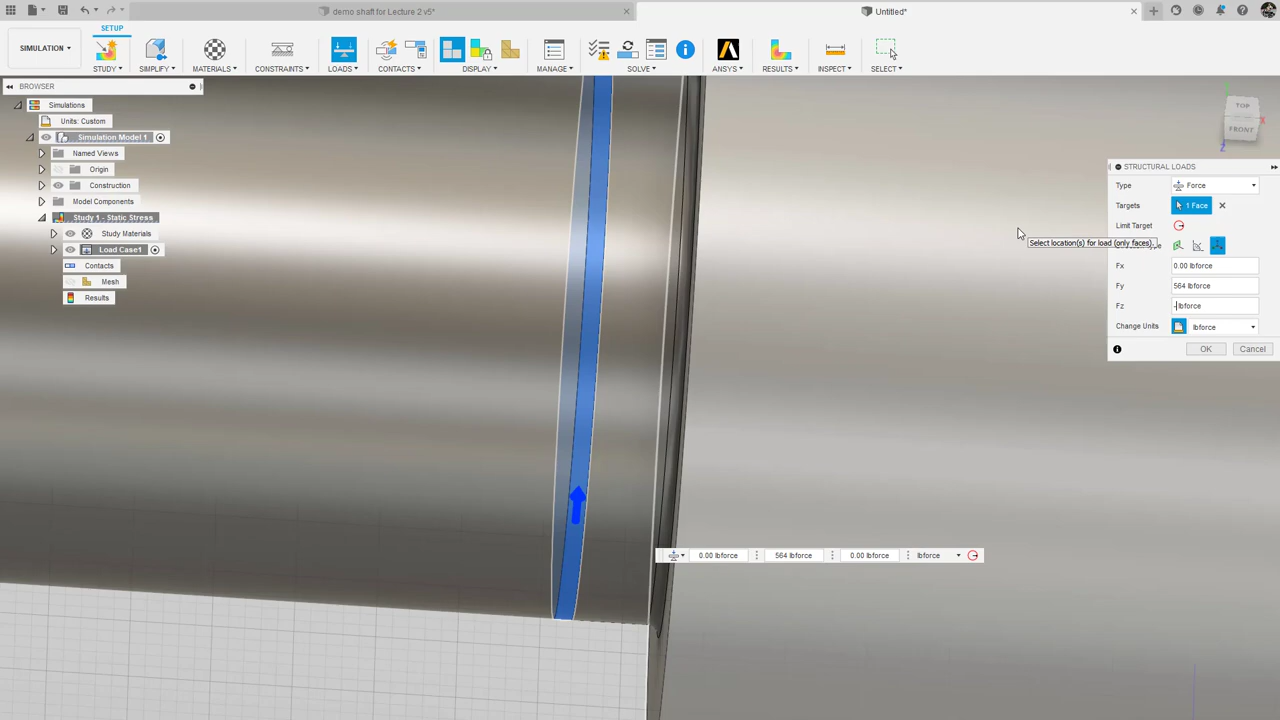 demo shaft for Lecture 2 v5*
Untitled*
SETUP
SIMULATION
STUDY
SIMPLIFY
MATERIALS
CONSTRAINTS
LOADS
CONTACTS
DISPLAY
MANAGE
SOLVE
ANSYS
RESULTS
INSPECT
SELECT
BROWSER
Simulations
Units: Custom
Simulation Model 1
Named Views
Origin
Construction
Model Components
Study 1 - Static Stress
Study Materials
Load Case1
Contacts
Mesh
Results
TOP
FRONT
X
Z
STRUCTURAL LOADS
Type Force
Targets 1 Face
Limit Target
Select location(s) for load (only faces)
Fx 0.00 lbforce
Fy 564 lbforce
Fz -lbforce
Change Units lbforce
OK Cancel
0.00 lbforce 564 lbforce 0.00 lbforce lbforce